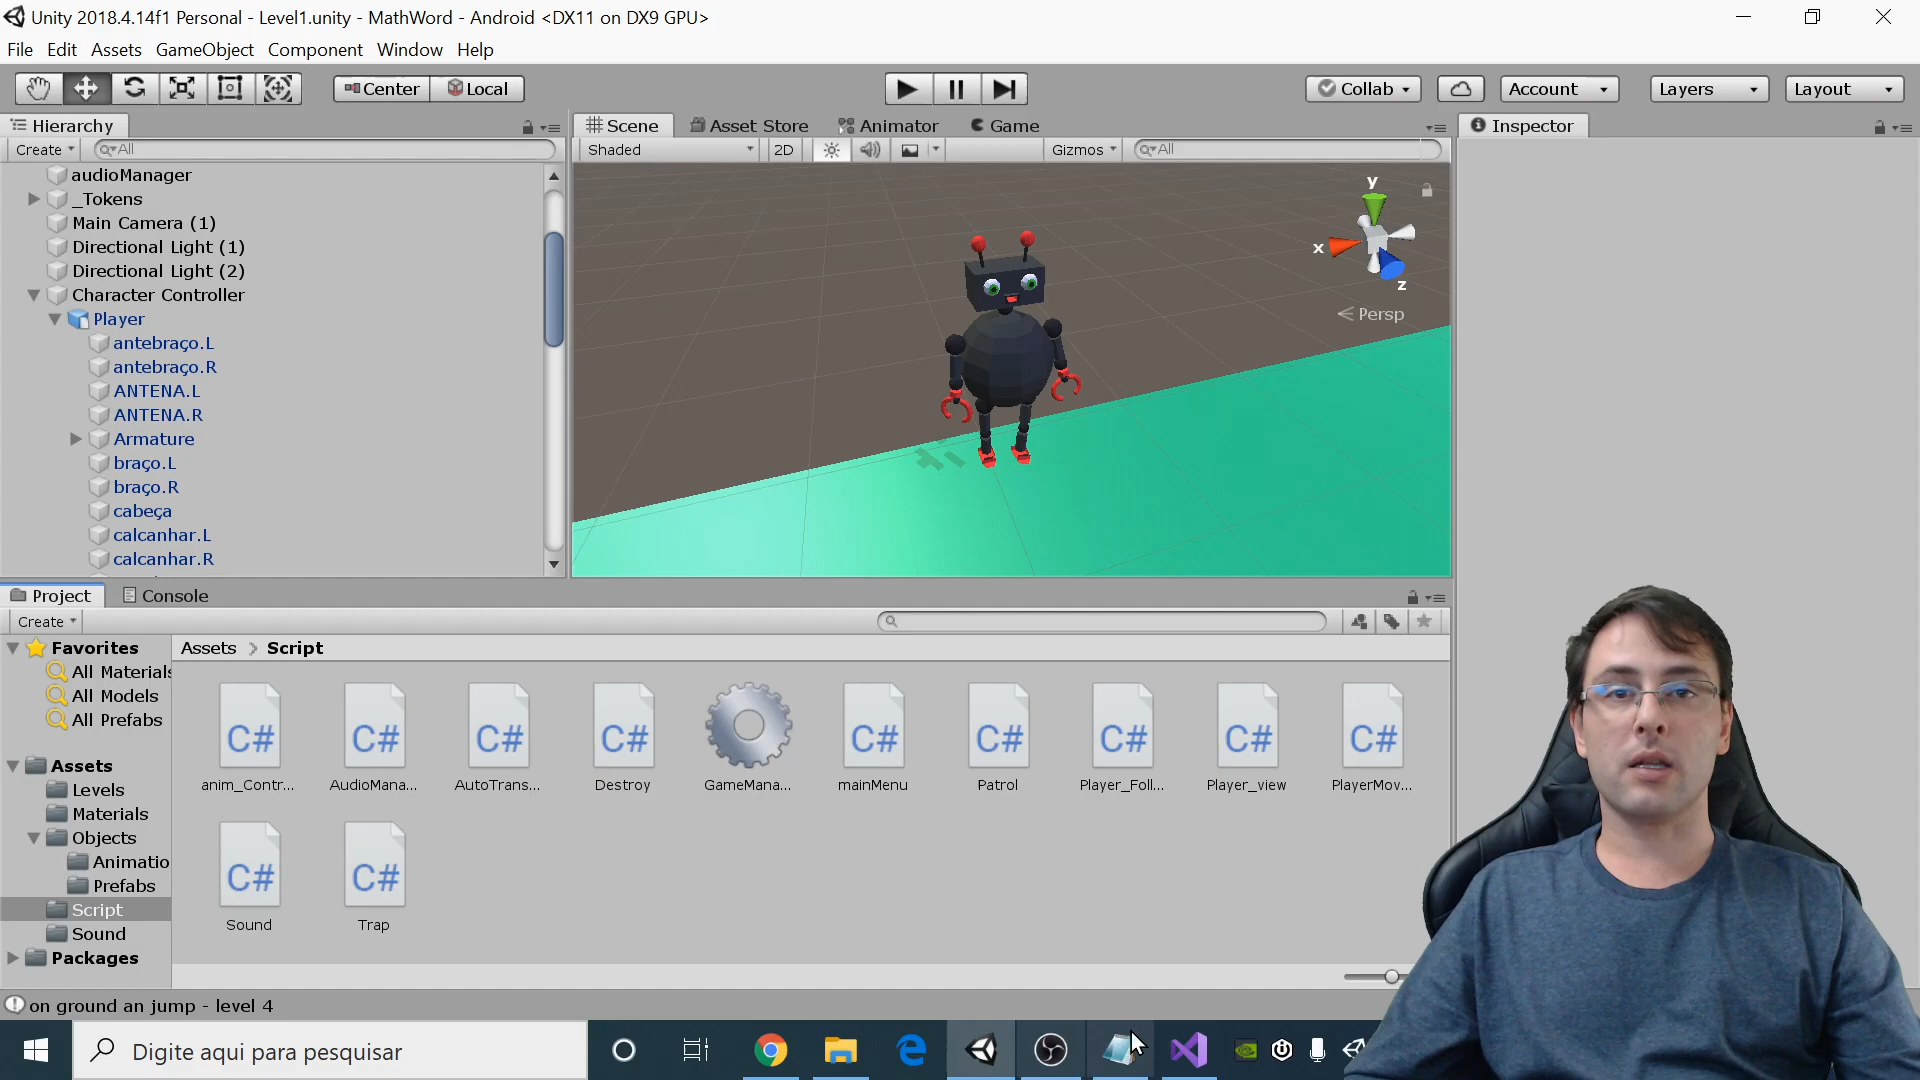 Unity 2018.4.14f1 Personal - Level1.unity - MathWord - Android <DX11 on DX9 GPU>
File Edit Assets GameObject Component Window Help
Center Local Collab Account Layers Layout
Hierarchy
Create All
audioManager
_Tokens
Main Camera (1)
Directional Light (1)
Directional Light (2)
Character Controller
Player
antebraço.L
antebraço.R
ANTENA.L
ANTENA.R
Armature
braço.L
braço.R
cabeça
calcanhar.L
calcanhar.R
Scene Asset Store Animator Game
Shaded 2D Gizmos All
y
x
z
Persp
Inspector
Project Console
Create
Favorites
All Materials
All Models
All Prefabs
Assets
Levels
Materials
Objects
Animatio
Prefabs
Script
Sound
Packages
Assets > Script
C# C# C# C# C# C# C# C# C#
anim_Contr... AudioMana... AutoTrans... Destroy GameMana... mainMenu Patrol Player_Foll... Player_view PlayerMov...
C# C#
Sound Trap
on ground an jump - level 4
Digite aqui para pesquisar